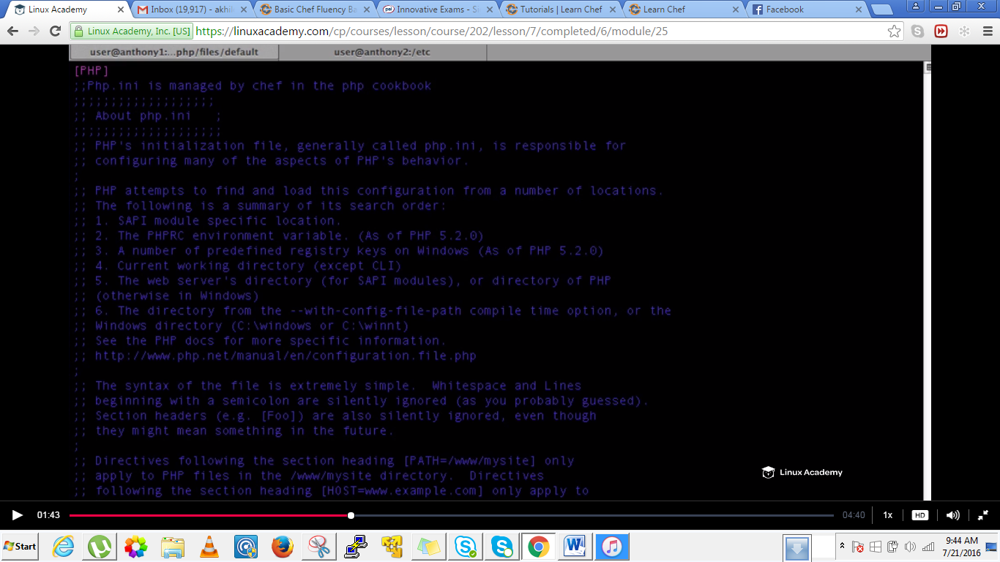 Linux Academy
Inbox (19,917) - akhil
Basic Chef Fluency Ba
Innovative Exams - Si
Tutorials | Learn Chef
Learn Chef
Facebook
Linux Academy, Inc. [US]
https://linuxacademy.com/cp/courses/lesson/course/202/lesson/7/completed/6/module/25
user@anthony1:...php/files/default
user@anthony2:/etc
[PHP]
;;Php.ini is managed by chef in the php cookbook
;;;;;;;;;;;;;;;;;;;
;; About php.ini   ;
;;;;;;;;;;;;;;;;;;;;
;; PHP's initialization file, generally called php.ini, is responsible for
;; configuring many of the aspects of PHP's behavior.
;
;; PHP attempts to find and load this configuration from a number of locations.
;; The following is a summary of its search order:
;; 1. SAPI module specific location.
;; 2. The PHPRC environment variable. (As of PHP 5.2.0)
;; 3. A number of predefined registry keys on Windows (As of PHP 5.2.0)
;; 4. Current working directory (except CLI)
;; 5. The web server's directory (for SAPI modules), or directory of PHP
;; (otherwise in Windows)
;; 6. The directory from the --with-config-file-path compile time option, or the
;; Windows directory (C:\windows or C:\winnt)
;; See the PHP docs for more specific information.
;; http://www.php.net/manual/en/configuration.file.php
;
;; The syntax of the file is extremely simple.  Whitespace and Lines
;; beginning with a semicolon are silently ignored (as you probably guessed).
;; Section headers (e.g. [Foo]) are also silently ignored, even though
;; they might mean something in the future.
;
;; Directives following the section heading [PATH=/www/mysite] only
;; apply to PHP files in the /www/mysite directory.  Directives
;; following the section heading [HOST=www.example.com] only apply to
Linux Academy
01:43
04:40
1x
HD
Start
9:44 AM
7/21/2016